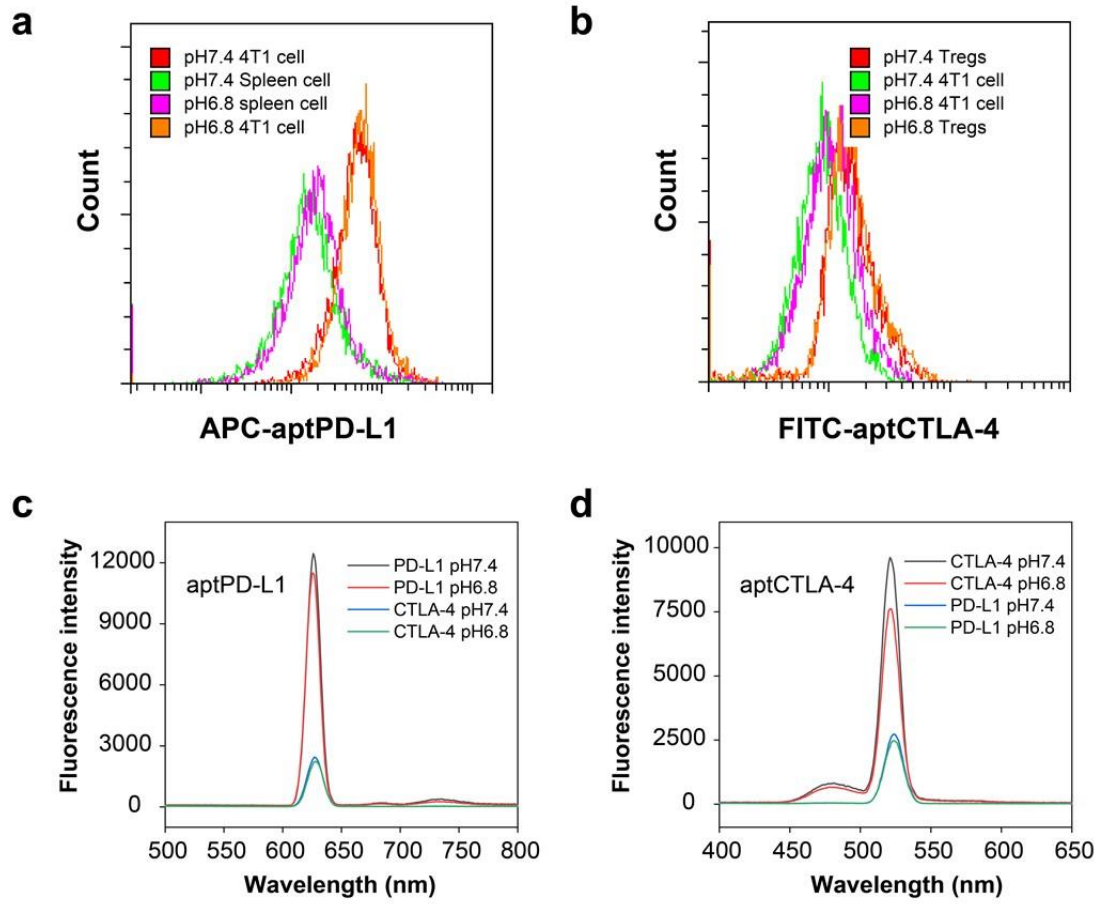 a
pH7.4 4T1 cell
pH7.4 Spleen cell
pH6.8 spleen cell
pH6.8 4T1 cell
Count
APC-aptPD-L1
b
pH7.4 Tregs
pH7.4 4T1 cell
pH6.8 4T1 cell
pH6.8 Tregs
Count
FITC-aptCTLA-4
c
aptPD-L1
PD-L1 pH7.4
PD-L1 pH6.8
CTLA-4 pH7.4
CTLA-4 pH6.8
Fluorescence intensity
12000
9000
6000
3000
0
500 550 600 650 700 750 800
Wavelength (nm)
d
aptCTLA-4
CTLA-4 pH7.4
CTLA-4 pH6.8
PD-L1 pH7.4
PD-L1 pH6.8
Fluorescence intensity
10000
7500
5000
2500
0
400 450 500 550 600 650
Wavelength (nm)